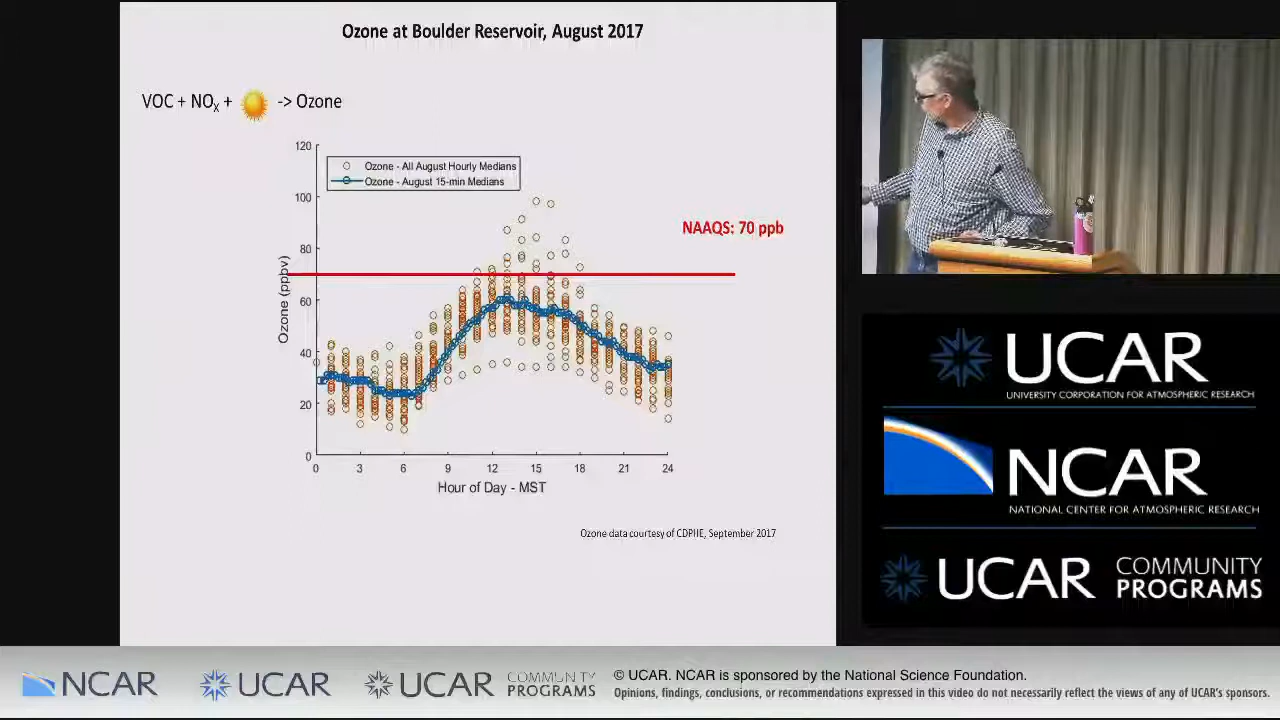 Ozone at Boulder Reservoir, August 2017
VOC + NOX + -> Ozone
120
100
80
60
40
20
0
Ozone (ppbv)
Ozone - All August Hourly Medians
Ozone - August 15-min Medians
NAAQS: 70 ppb
0 3 6 9 12 15 18 21 24
Hour of Day - MST
Ozone data courtesy of CDPHE, September 2017
UCAR
UNIVERSITY CORPORATION FOR ATMOSPHERIC RESEARCH
NCAR
NATIONAL CENTER FOR ATMOSPHERIC RESEARCH
UCAR COMMUNITY
PROGRAMS
NCAR UCAR UCAR COMMUNITY
PROGRAMS
© UCAR. NCAR is sponsored by the National Science Foundation.
Opinions, findings, conclusions, or recommendations expressed in this video do not necessarily reflect the views of any of UCAR's sponsors.